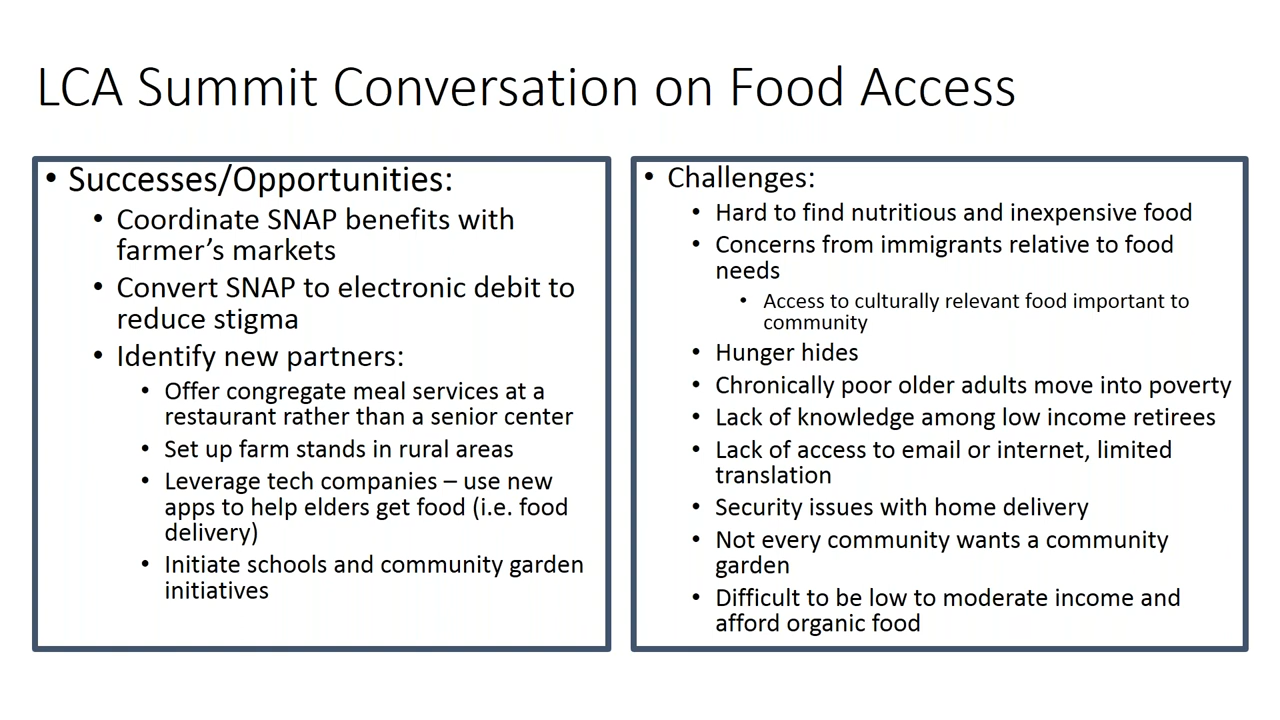 LCA Summit Conversation on Food Access
• Successes/Opportunities:
• Coordinate SNAP benefits with
farmer’s markets
• Convert SNAP to electronic debit to
reduce stigma
• Identify new partners:
• Offer congregate meal services at a
restaurant rather than a senior center
• Set up farm stands in rural areas
• Leverage tech companies – use new
apps to help elders get food (i.e. food
delivery)
• Initiate schools and community garden
initiatives
• Challenges:
• Hard to find nutritious and inexpensive food
• Concerns from immigrants relative to food
needs
• Access to culturally relevant food important to
community
• Hunger hides
• Chronically poor older adults move into poverty
• Lack of knowledge among low income retirees
• Lack of access to email or internet, limited
translation
• Security issues with home delivery
• Not every community wants a community
garden
• Difficult to be low to moderate income and
afford organic food